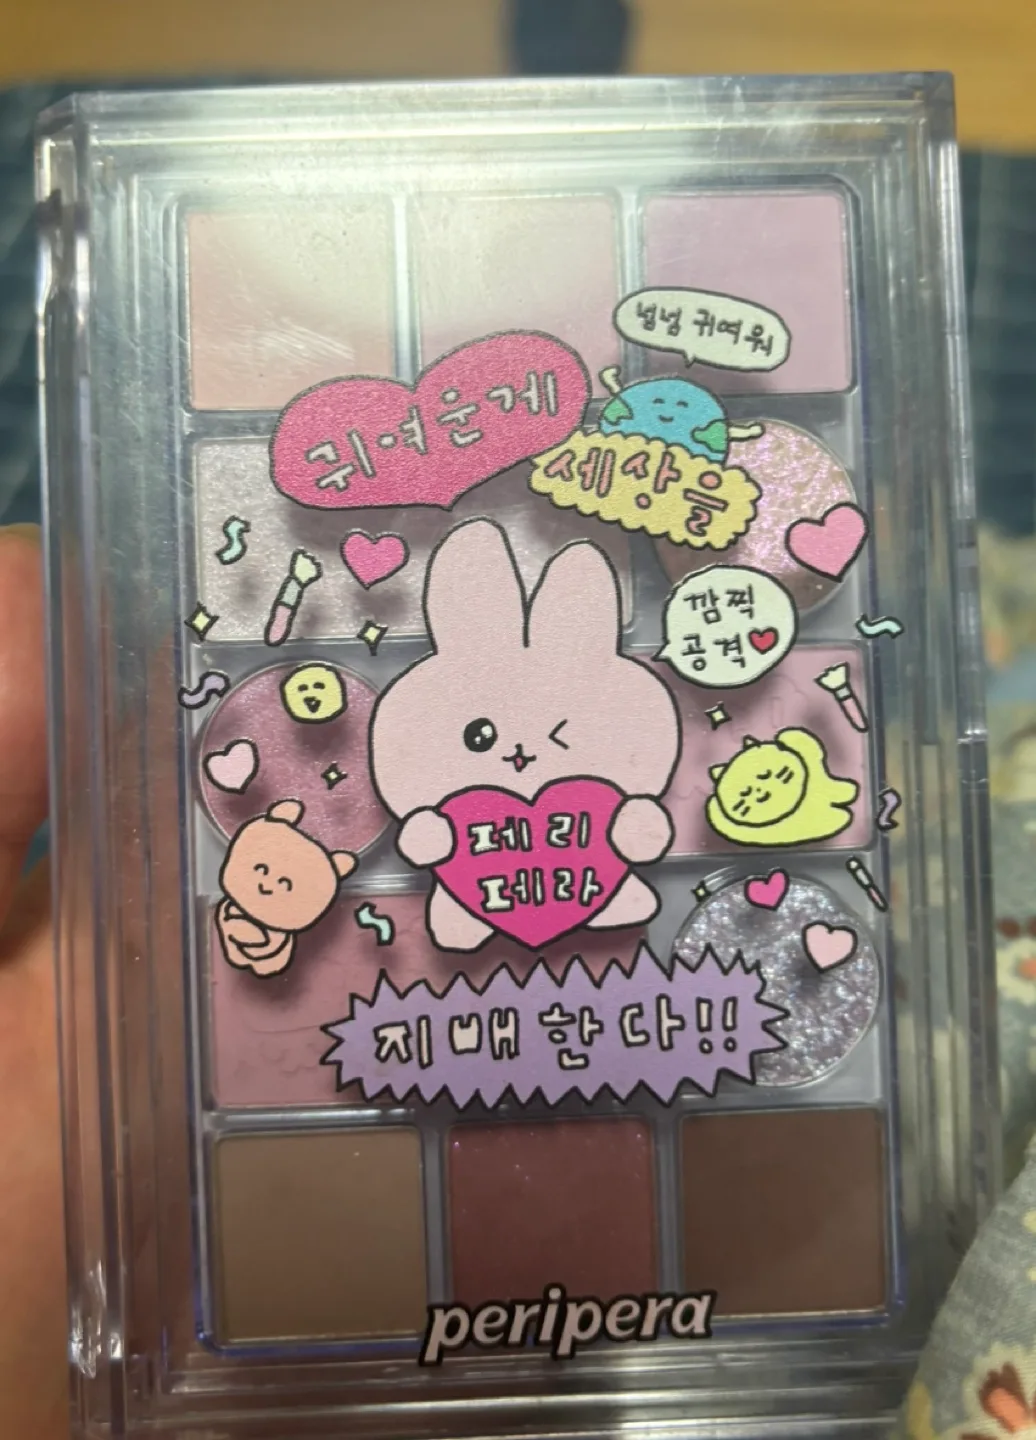 넘넘 귀여워
귀여운게
세상을
깜찍
공격
페리
페라
지배한다!!
peripera